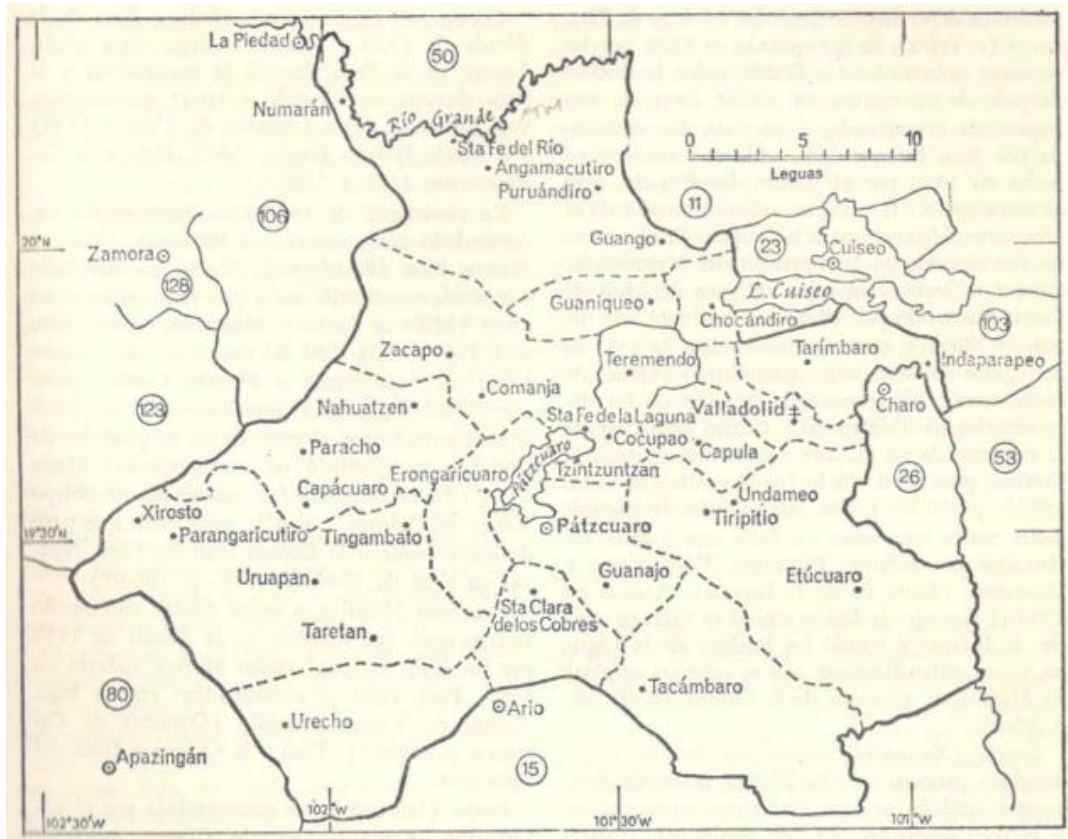 La Piedad
50
Numarán
Río Grande
Sta Fe del Río
Angamacutiro
Puruándiro
0 5 10
Leguas
11
106
20°N
Zamora
128
Guango
23
Cuiseo
L. Cuiseo
Guaniqueo
Chocándiro
103
Zacapo
Teremendo
Tarímbaro
Indaparapeo
Comanja
123
Nahuatzen
Valladolid
Charo
Sta Fe de la Laguna
Paracho
Cocupao
Capula
53
Erongarícuaro
L. Pátzcuaro
Tzintzuntzan
26
Capácuaro
Undameo
Xirosto
Pátzcuaro
Tiripitio
19°30'N
Parangaricutiro
Tingambato
Uruapan
Guanajo
Etúcuaro
Sta Clara
de los Cobres
Taretan
80
Tacámbaro
Urecho
Ario
Apazingán
15
102°30'W
102°W
101°30'W
101°W